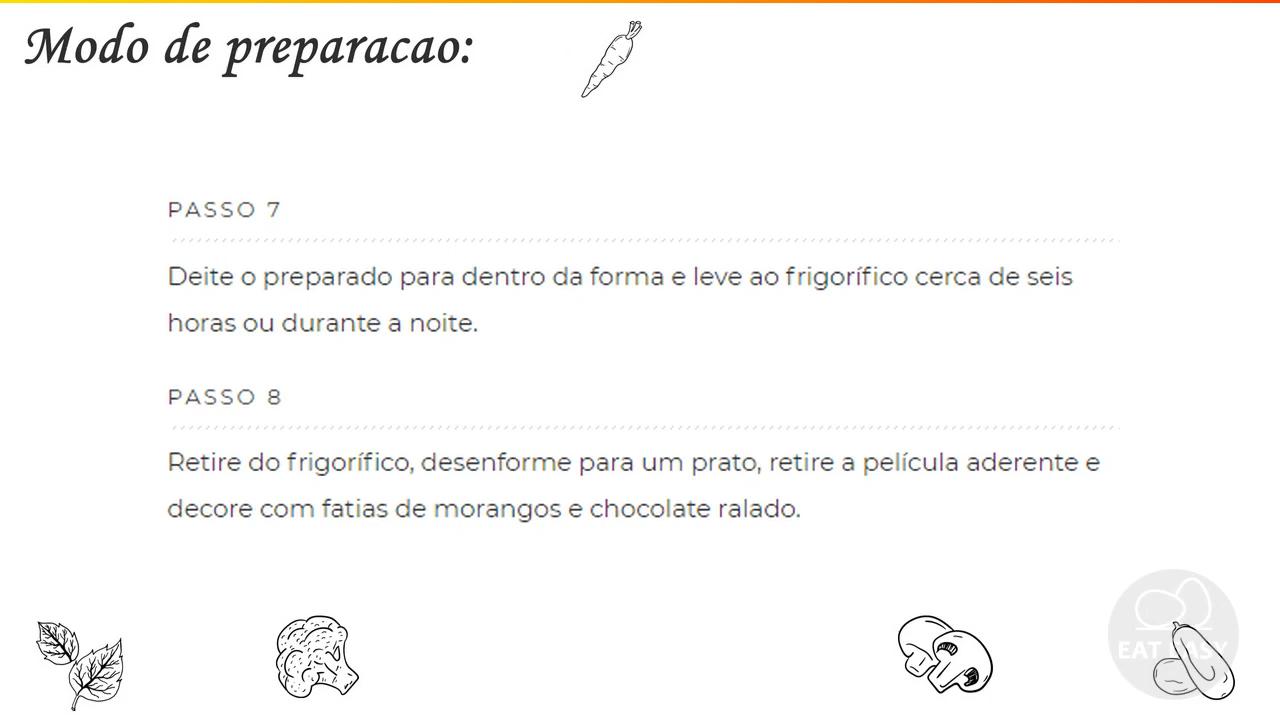 Modo de preparacao:
PASSO 7
Deite o preparado para dentro da forma e leve ao frigorífico cerca de seis
horas ou durante a noite.
PASSO 8
Retire do frigorífico, desenforme para um prato, retire a película aderente e
decore com fatias de morangos e chocolate ralado.
EAT EASY